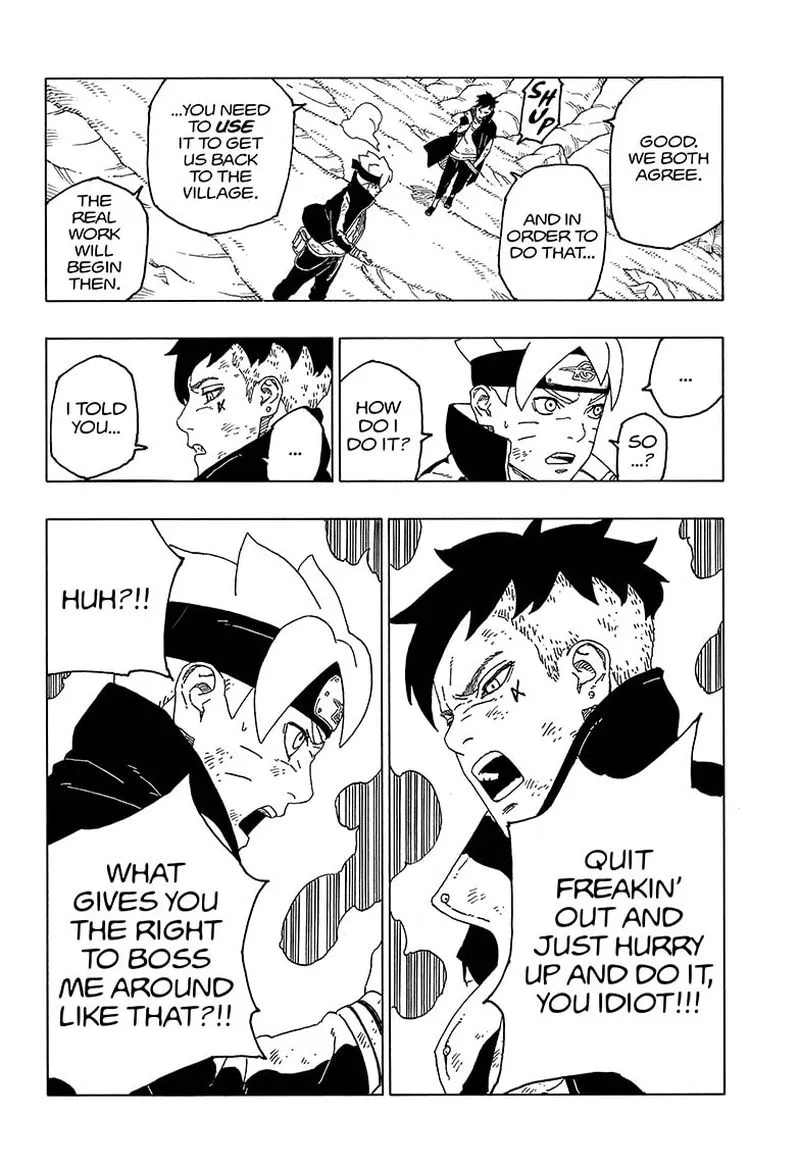 GOOD.
WE BOTH
AGREE.
SHUP
AND IN
ORDER TO
DO THAT...
...YOU NEED
TO USE
IT TO GET
US BACK
TO THE
VILLAGE.
THE
REAL
WORK
WILL
BEGIN
THEN.
...
SO
...?
HOW
DO I
DO IT?
...
I TOLD
YOU...
K
QUIT
FREAKIN'
OUT AND
JUST HURRY
UP AND DO IT,
YOU IDIOT!!!
K
HUH?!!
WHAT
GIVES YOU
THE RIGHT
TO BOSS
ME AROUND
LIKE THAT?!!